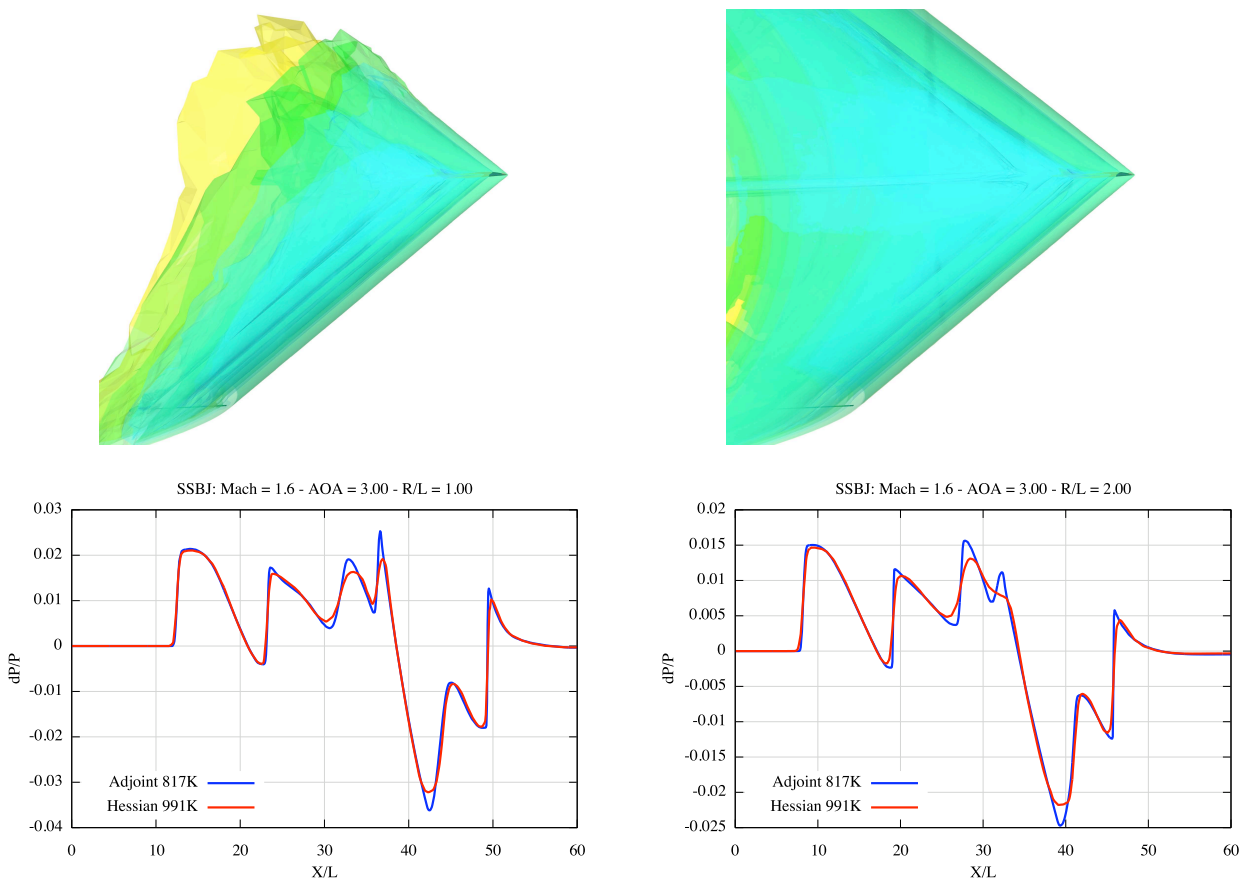 SSBJ: Mach = 1.6 - AOA = 3.00 - R/L = 1.00
0.03
0.02
0.01
0
-0.01
-0.02
-0.03
-0.04
dP/P
Adjoint 817K
Hessian 991K
0 10 20 30 40 50 60
X/L
SSBJ: Mach = 1.6 - AOA = 3.00 - R/L = 2.00
0.02
0.015
0.01
0.005
0
-0.005
-0.01
-0.015
-0.02
-0.025
dP/P
Adjoint 817K
Hessian 991K
0 10 20 30 40 50 60
X/L